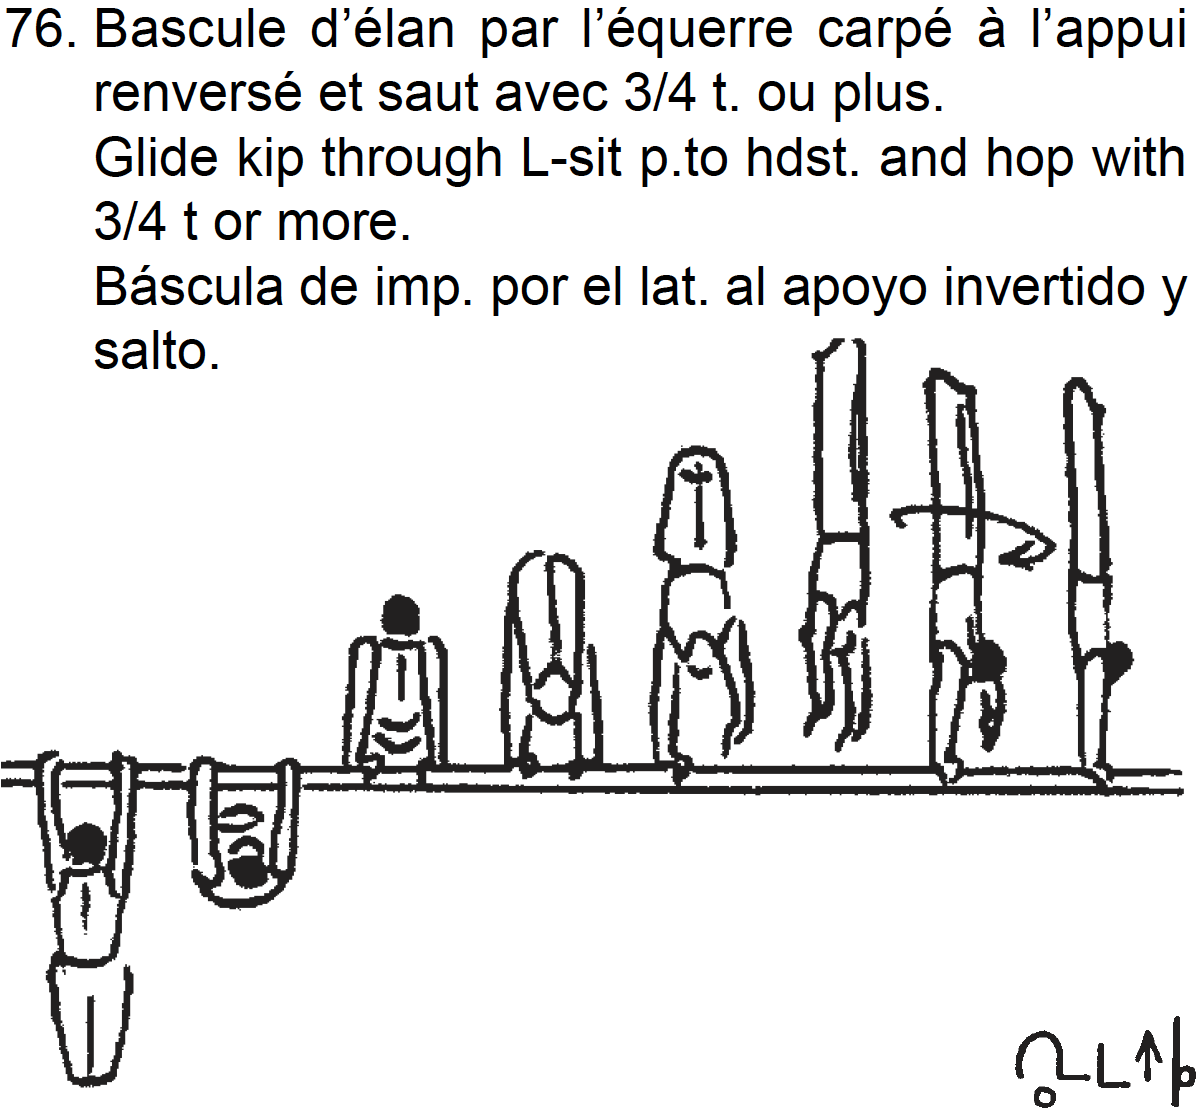 76. Bascule d’élan par l’équerre carpé à l’appui
renversé et saut avec 3/4 t. ou plus.
Glide kip through L-sit p.to hdst. and hop with
3/4 t or more.
Báscula de imp. por el lat. al apoyo invertido y
salto.